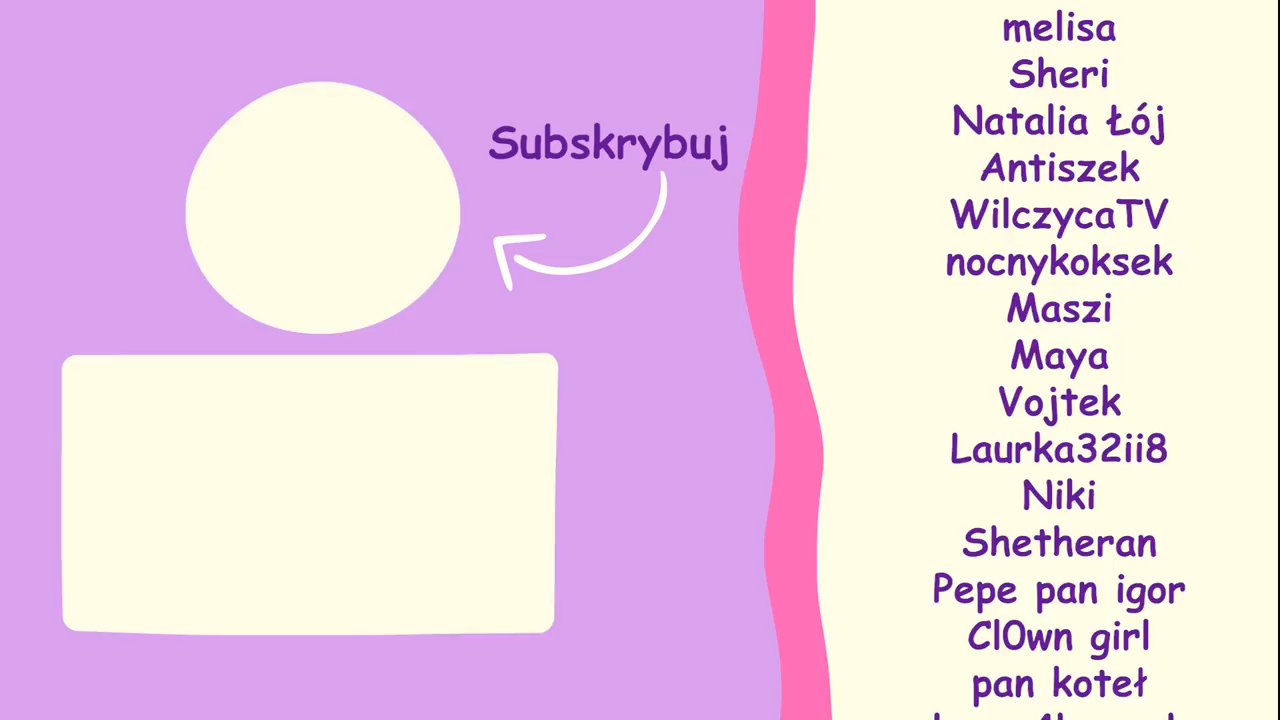 Subskrybuj
melisa
Sheri
Natalia Łój
Antiszek
WilczycaTV
nocnykoksek
Maszi
Maya
Vojtek
Laurka32ii8
Niki
Shetheran
Pepe pan igor
Cl0wn girl
pan koteł